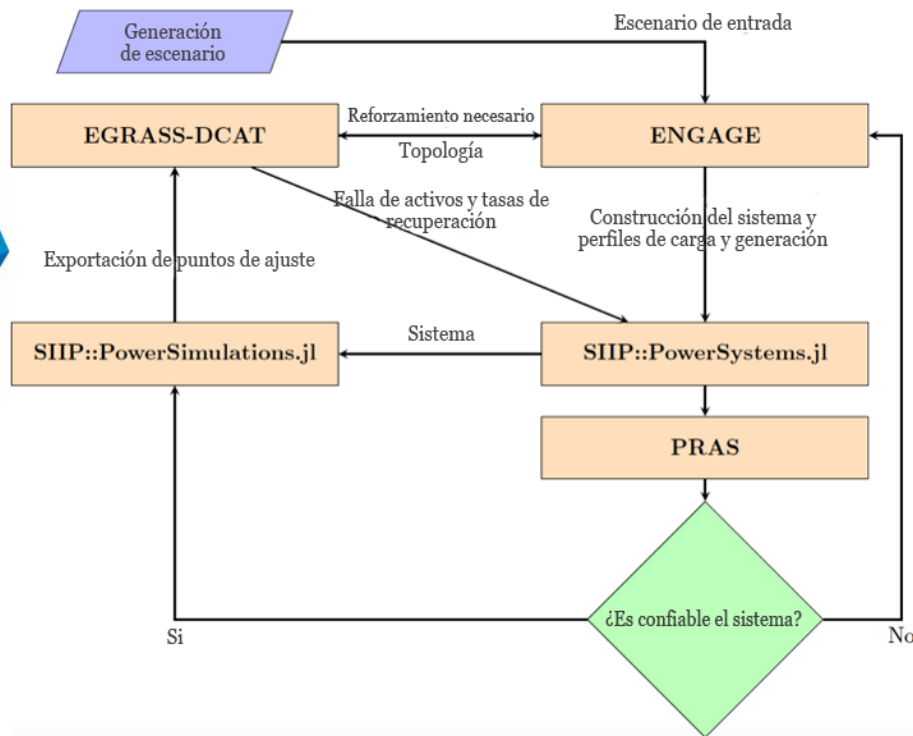 Generación
de escenario
Escenario de entrada
EGRASS-DCAT
Reforzamiento necesario
Topología
ENGAGE
Falla de activos y tasas de
recuperación
Construcción del sistema y
perfiles de carga y generación
Exportación de puntos de ajuste
SIIP::PowerSimulations.jl
Sistema
SIIP::PowerSystems.jl
PRAS
¿Es confiable el sistema?
Si
No